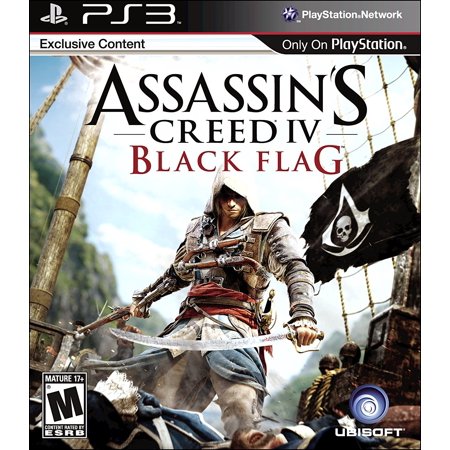 PS3
PlayStation®Network
Exclusive Content
Only On PlayStation®
ASSASSIN'S
CREED IV
BLACK FLAG
MATURE 17+
M
CONTENT RATED BY
ESRB
UBISOFT